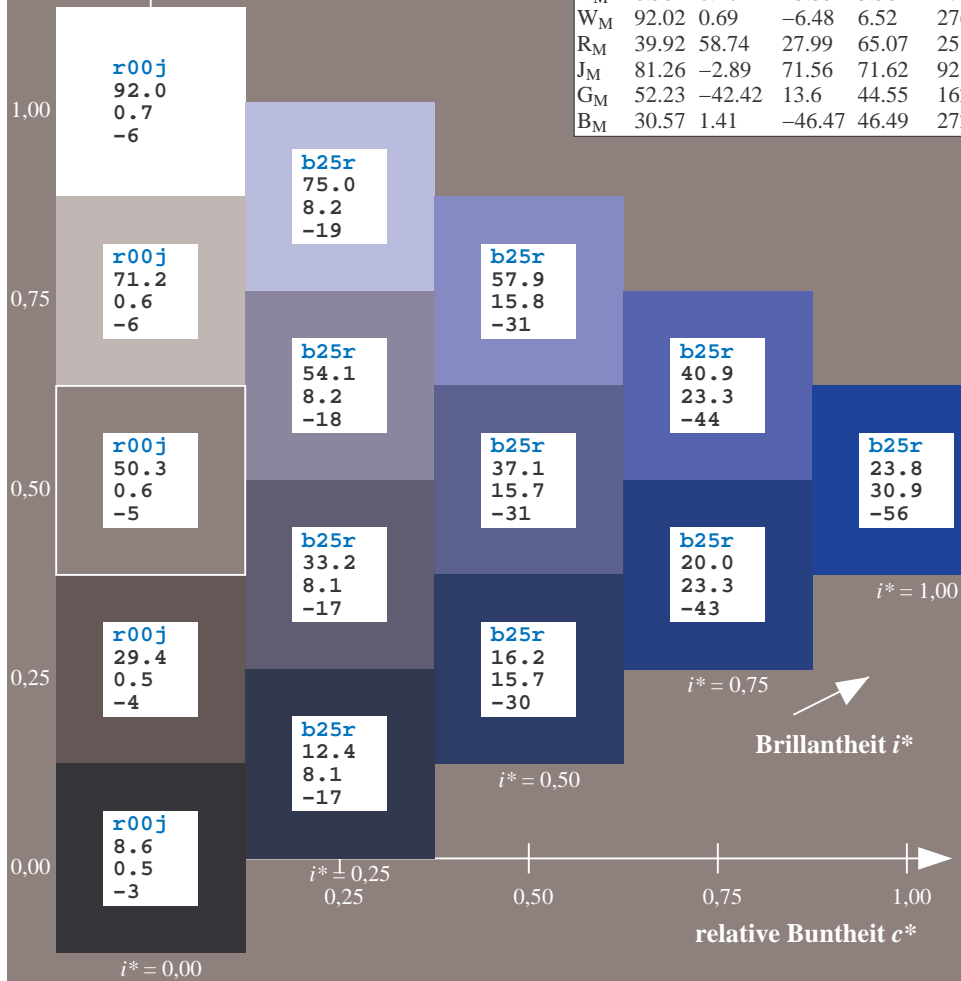 W_M 92.02 0.69 −6.48 6.52
R_M 39.92 58.74 27.99 65.07
J_M 81.26 −2.89 71.56 71.62
G_M 52.23 −42.42 13.6 44.55
B_M 30.57 1.41 −46.47 46.49
1,00
0,75
0,50
0,25
0,00
r00j
92.0
0.7
−6
r00j
71.2
0.6
−6
r00j
50.3
0.6
−5
r00j
29.4
0.5
−4
r00j
8.6
0.5
−3
i* = 0,00
b25r
75.0
8.2
−19
b25r
54.1
8.2
−18
b25r
33.2
8.1
−17
b25r
12.4
8.1
−17
i* = 0,25
b25r
57.9
15.8
−31
b25r
37.1
15.7
−31
b25r
16.2
15.7
−30
i* = 0,50
b25r
40.9
23.3
−44
b25r
20.0
23.3
−43
i* = 0,75
b25r
23.8
30.9
−56
i* = 1,00
Brillantheit i*
0,25 0,50 0,75 1,00
relative Buntheit c*